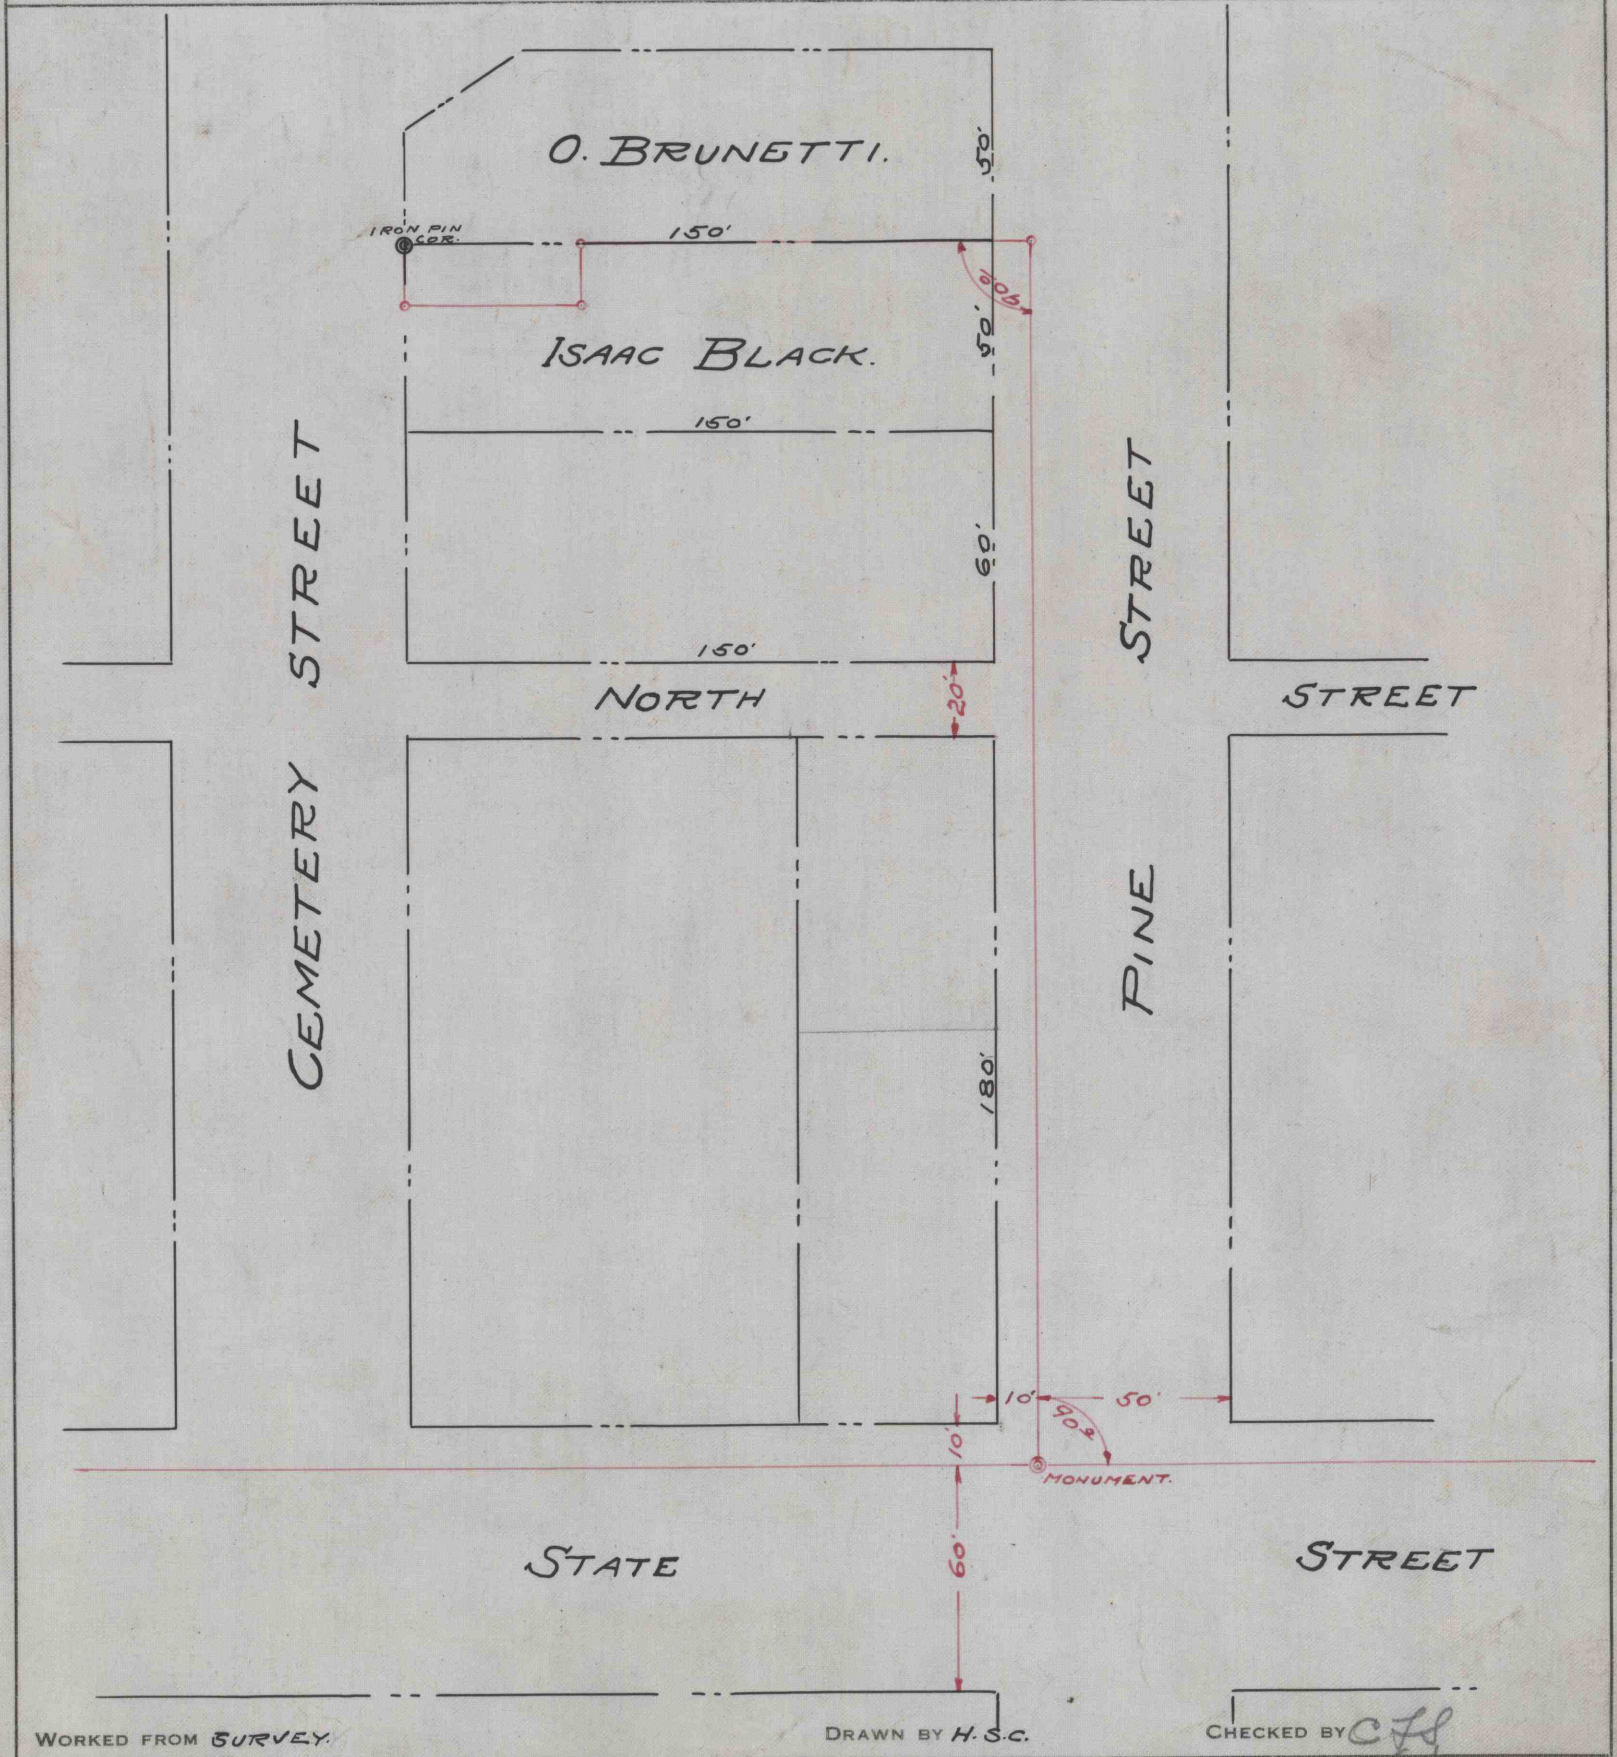 O. BRUNETTI.
50'
IRON PIN
COR.
150'
90°
50'
ISAAC BLACK.
150'
60'
150'
NORTH STREET
20'
CEMETERY STREET
PINE STREET
180'
10' 50'
90°
10'
MONUMENT.
60'
STATE STREET
WORKED FROM SURVEY. DRAWN BY H.S.C. CHECKED BY CFS